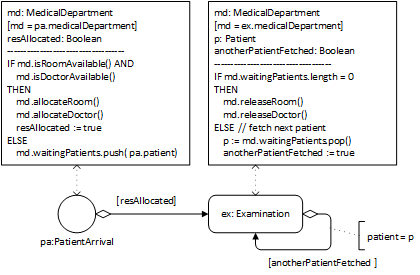 md: MedicalDepartment
[md = pa.medicalDepartment]
resAllocated: Boolean
-----------------------------------
IF md.isRoomAvailable() AND
md.isDoctorAvailable()
THEN
md.allocateRoom()
md.allocateDoctor()
resAllocated := true
ELSE
md.waitingPatients.push( pa.patient)
md: MedicalDepartment
[md = ex.medicalDepartment]
p: Patient
anotherPatientFetched: Boolean
-----------------------------------
IF md.waitingPatients.length = 0
THEN
md.releaseRoom()
md.releaseDoctor()
ELSE // fetch next patient
p := md.waitingPatients.pop()
anotherPatientFetched := true
[resAllocated]
ex: Examination
pa:PatientArrival
patient = p
[anotherPatientFetched ]